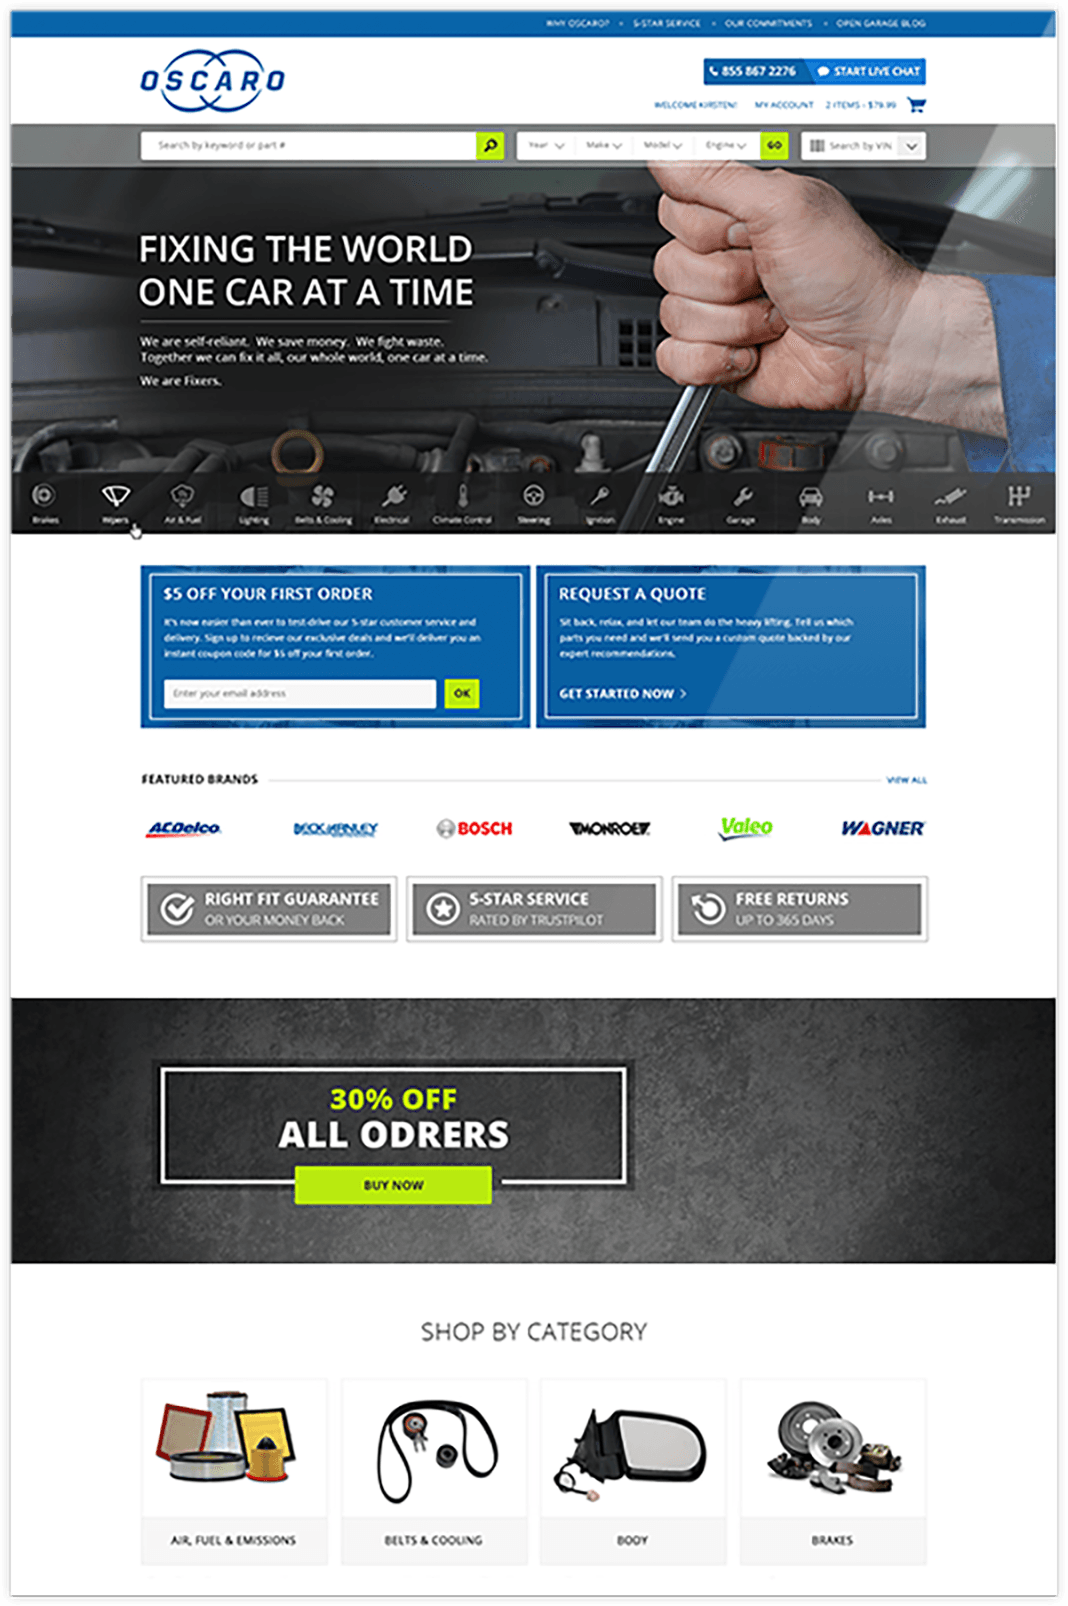 WHY OSCARO? • 5-STAR SERVICE • OUR COMMITMENTS • OPEN GARAGE BLOG
OSCARO
855 867 2276 START LIVE CHAT
WELCOME KIRSTEN! MY ACCOUNT 2 ITEMS - $79.99
Search by keyword or part # Year Make Model Engine GO Search by VIN
FIXING THE WORLD
ONE CAR AT A TIME
We are self-reliant. We save money. We fight waste.
Together we can fix it all, our whole world, one car at a time.
We are Fixers.
Brakes Wipers Air & Fuel Lighting Belts & Cooling Electrical Climate Control Steering Ignition Engine Garage Body Axles Exhaust Transmission
$5 OFF YOUR FIRST ORDER
It's now easier than ever to test-drive our 5-star customer service and
delivery. Sign up to recieve our exclusive deals and we'll deliver you an
instant coupon code for $5 off your first order.
Enter your email address OK
REQUEST A QUOTE
Sit back, relax, and let our team do the heavy lifting. Tell us which
parts you need and we'll send you a custom quote backed by our
expert recommendations.
GET STARTED NOW >
FEATURED BRANDS VIEW ALL
ACDelco BECK/ARNLEY BOSCH MONROE Valeo WAGNER
RIGHT FIT GUARANTEE
OR YOUR MONEY BACK
5-STAR SERVICE
RATED BY TRUSTPILOT
FREE RETURNS
UP TO 365 DAYS
30% OFF
ALL ODRERS
BUY NOW
SHOP BY CATEGORY
AIR, FUEL & EMISSIONS BELTS & COOLING BODY BRAKES